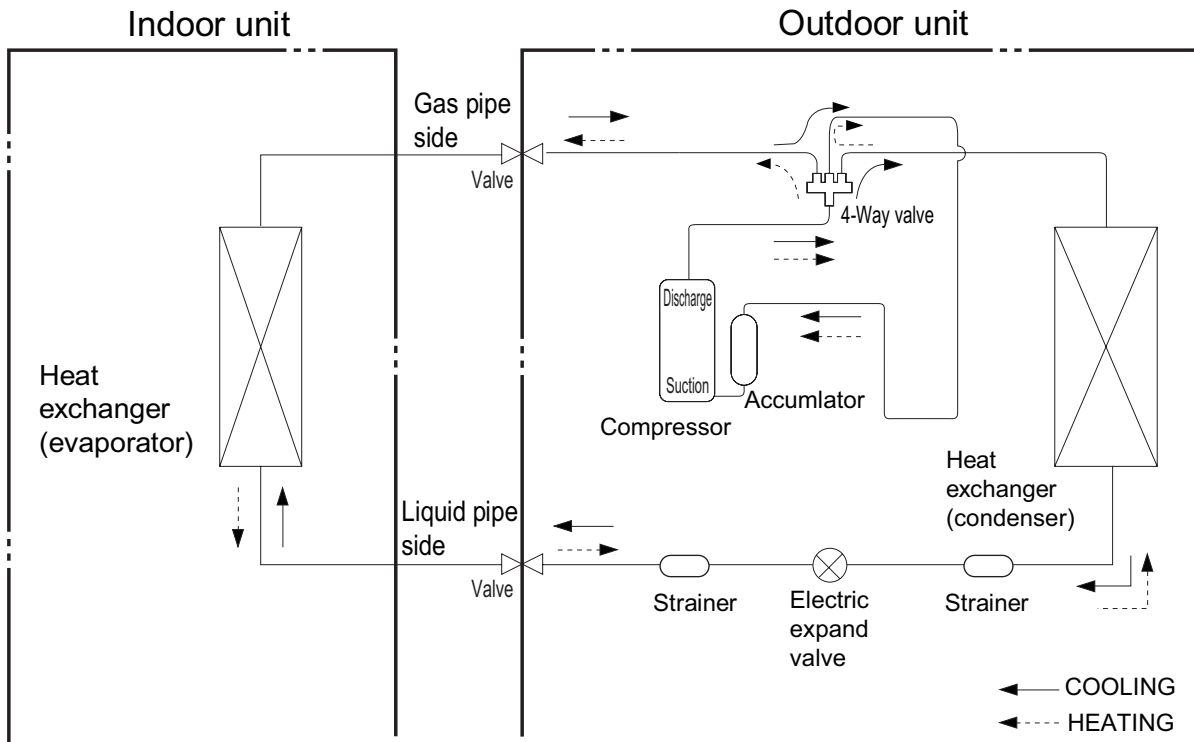 Indoor unit
Outdoor unit
Gas pipe
side
Valve
4-Way valve
Discharge
Suction
Accumlator
Compressor
Heat
exchanger
(evaporator)
Heat
exchanger
(condenser)
Liquid pipe
side
Valve
Strainer
Electric
expand
valve
Strainer
COOLING
HEATING